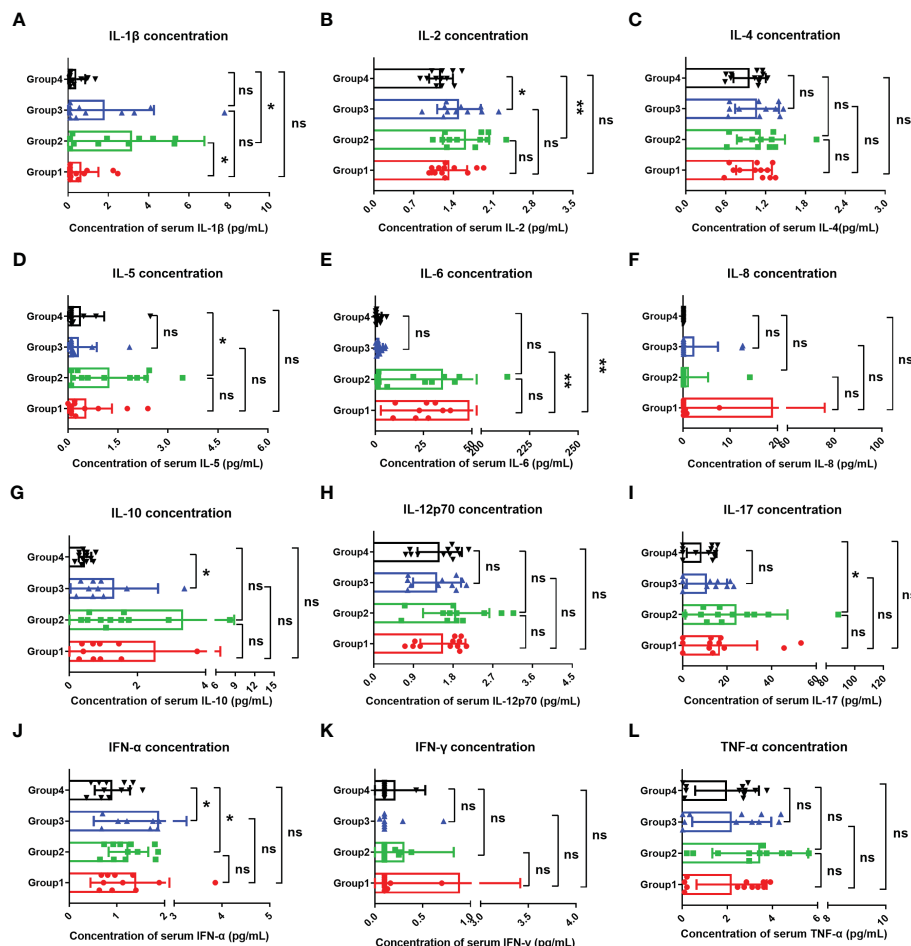 A
IL-1β concentration
Group4
Group3
Group2
Group1
ns
ns
*
*
ns
0 2 4 6 8 10
Concentration of serum IL-1β (pg/mL)
B
IL-2 concentration
Group4
Group3
Group2
Group1
*
ns
ns
**
ns
0.0 0.7 1.4 2.1 2.8 3.5
Concentration of serum IL-2 (pg/mL)
C
IL-4 concentration
Group4
Group3
Group2
Group1
ns
ns
ns
ns
ns
0.0 0.6 1.2 1.8 2.4 3.0
Concentration of serum IL-4(pg/mL)
D
IL-5 concentration
Group4
Group3
Group2
Group1
ns
*
ns
ns
ns
0.0 1.5 3.0 4.5 6.0
Concentration of serum IL-5 (pg/mL)
E
IL-6 concentration
Group4
Group3
Group2
Group1
ns
**
**
0 25 50 200 250
Concentration of serum IL-6 (pg/mL)
F
IL-8 concentration
Group4
Group3
Group2
Group1
ns
ns
ns
ns
ns
0 10 20 60 80 100
Concentration of serum IL-8 (pg/mL)
G
IL-10 concentration
Group4
Group3
Group2
Group1
*
ns
ns
ns
ns
0 2 4 6 9 12 15
Concentration of serum IL-10 (pg/mL)
H
IL-12p70 concentration
Group4
Group3
Group2
Group1
ns
ns
ns
ns
ns
0.0 0.9 1.8 2.7 3.6 4.5
Concentration of serum IL-12p70 (pg/mL)
I
IL-17 concentration
Group4
Group3
Group2
Group1
ns
*
ns
ns
ns
0 20 40 60 80 100 120
Concentration of serum IL-17 (pg/mL)
J
IFN-α concentration
Group4
Group3
Group2
Group1
*
*
ns
ns
ns
0 1 2 3 4 5
Concentration of serum IFN-α (pg/mL)
K
IFN-γ concentration
Group4
Group3
Group2
Group1
ns
ns
ns
ns
ns
0.0 0.5 3.0 3.5 4.0
Concentration of serum IFN-γ (pg/mL)
L
TNF-α concentration
Group4
Group3
Group2
Group1
ns
ns
ns
ns
ns
0 2 4 6 8 10
Concentration of serum TNF-α (pg/mL)